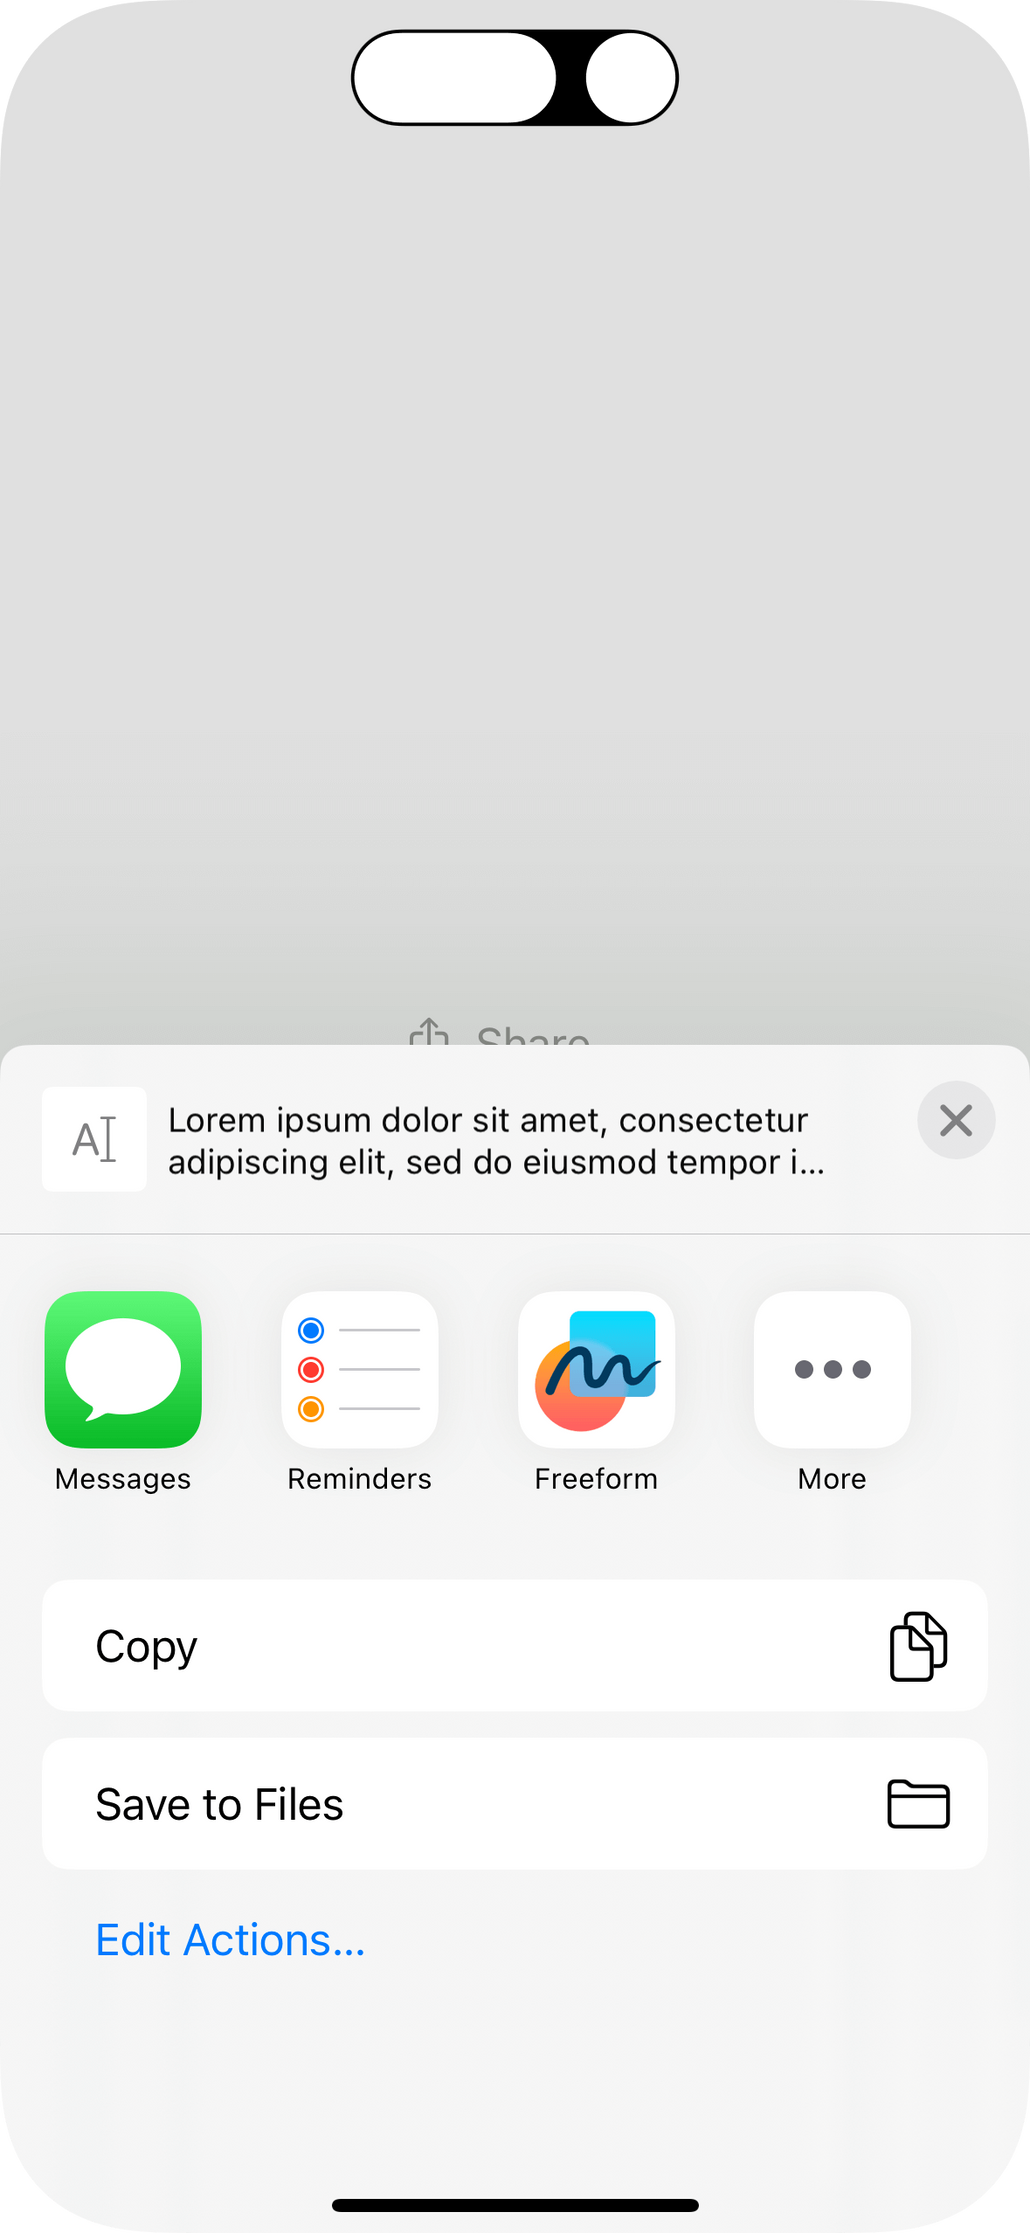 Share
Lorem ipsum dolor sit amet, consectetur
adipiscing elit, sed do eiusmod tempor i...
Messages
Reminders
Freeform
More
Copy
Save to Files
Edit Actions...